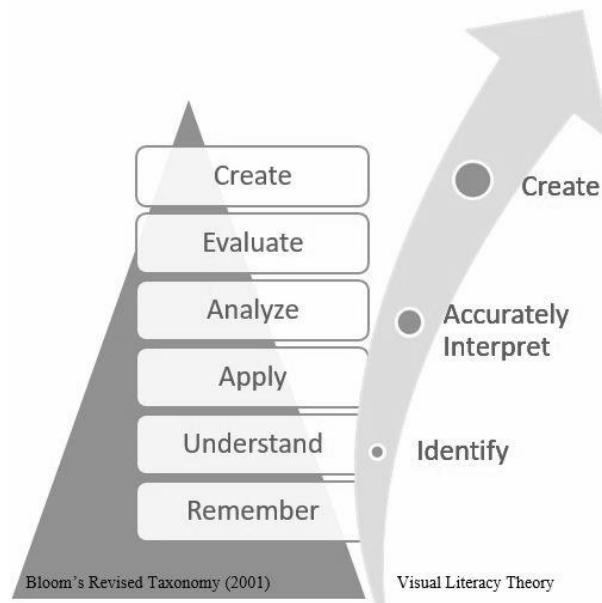 Create
Evaluate
Analyze
Apply
Understand
Remember
Create
Accurately
Interpret
Identify
Bloom's Revised Taxonomy (2001)
Visual Literacy Theory